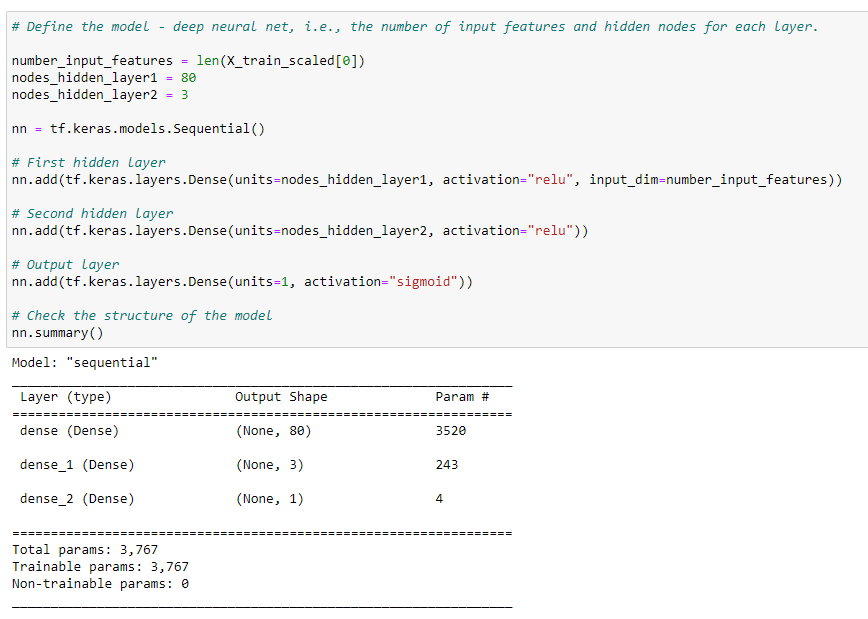 # Define the model - deep neural net, i.e., the number of input features and hidden nodes for each layer.
number_input_features = len(X_train_scaled[0])
nodes_hidden_layer1 = 80
nodes_hidden_layer2 = 3
nn = tf.keras.models.Sequential()
# First hidden layer
nn.add(tf.keras.layers.Dense(units=nodes_hidden_layer1, activation="relu", input_dim=number_input_features))
# Second hidden layer
nn.add(tf.keras.layers.Dense(units=nodes_hidden_layer2, activation="relu"))
# Output layer
nn.add(tf.keras.layers.Dense(units=1, activation="sigmoid"))
# Check the structure of the model
nn.summary()
Model: "sequential"
Layer (type) Output Shape Param #
dense (Dense) (None, 80) 3520
dense_1 (Dense) (None, 3) 243
dense_2 (Dense) (None, 1) 4
Total params: 3,767
Trainable params: 3,767
Non-trainable params: 0